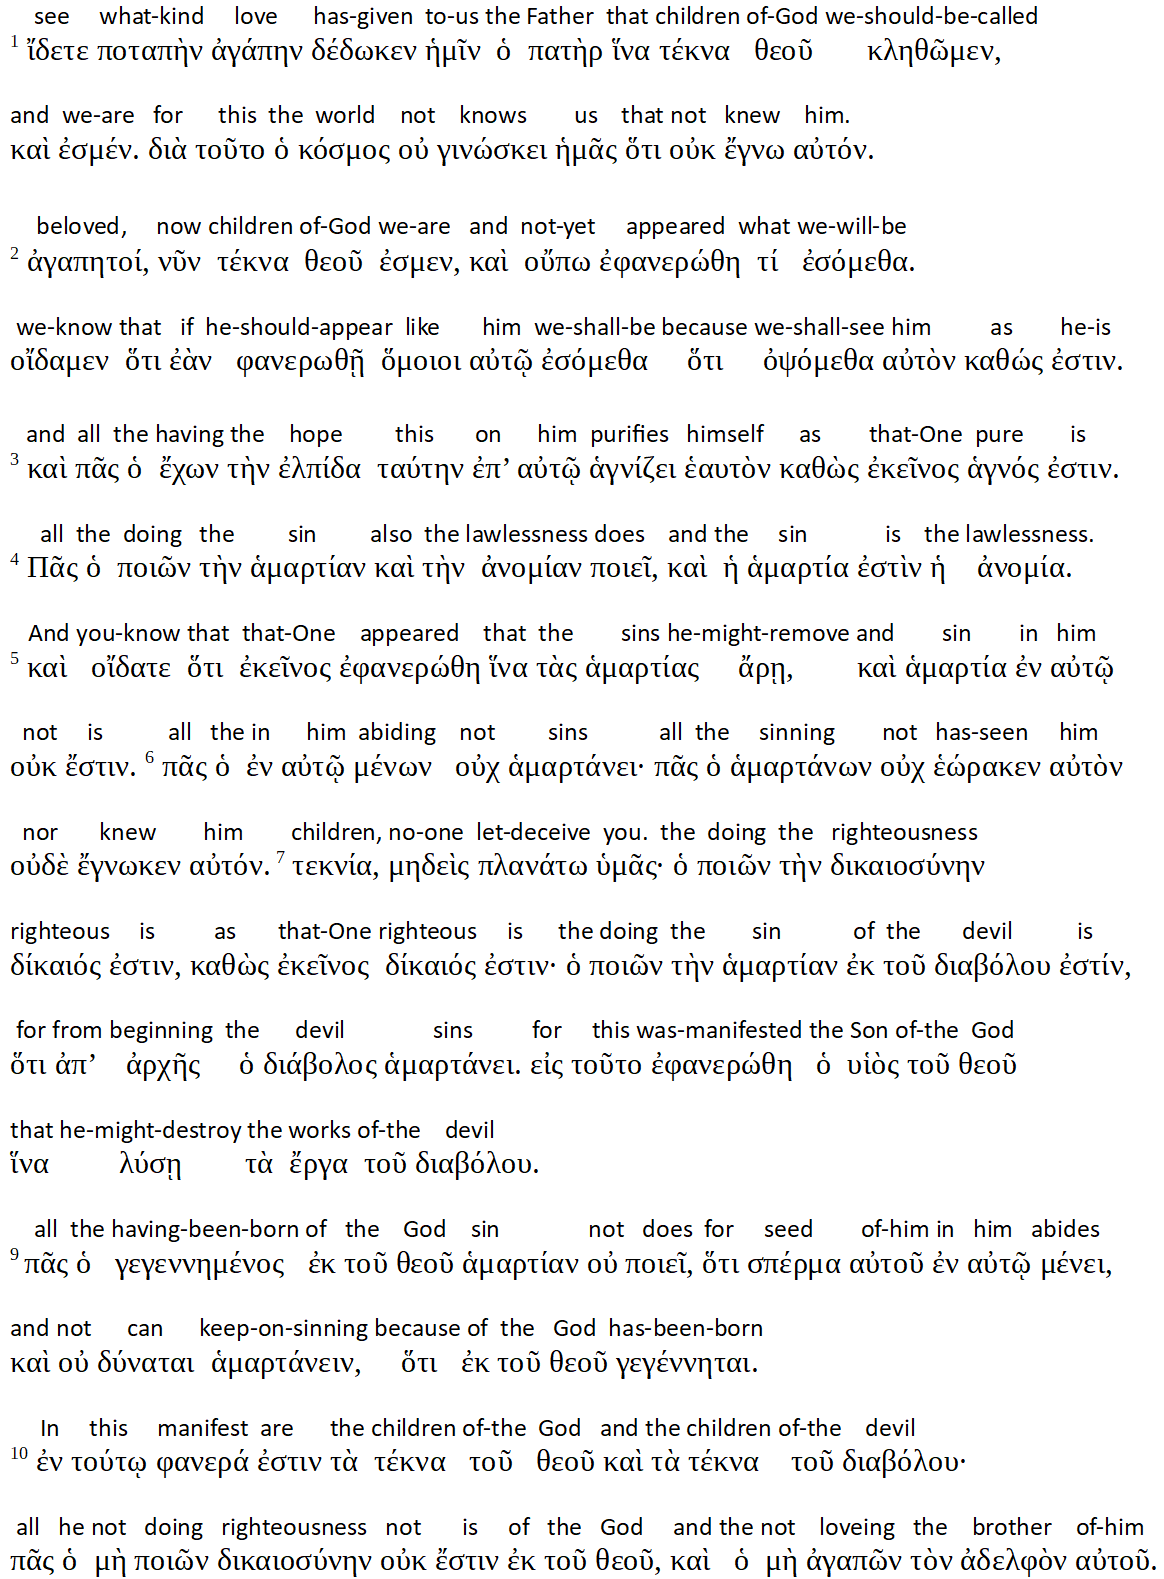 see what-kind love has-given to-us the Father that children of-God we-should-be-called
1 ἴδετε ποταπὴν ἀγάπην δέδωκεν ἡμῖν ὁ πατὴρ ἵνα τέκνα θεοῦ κληθῶμεν,
and we-are for this the world not knows us that not knew him.
καὶ ἐσμέν. διὰ τοῦτο ὁ κόσμος οὐ γινώσκει ἡμᾶς ὅτι οὐκ ἔγνω αὐτόν.
beloved, now children of-God we-are and not-yet appeared what we-will-be
2 ἀγαπητοί, νῦν τέκνα θεοῦ ἐσμεν, καὶ οὔπω ἐφανερώθη τί ἐσόμεθα.
we-know that if he-should-appear like him we-shall-be because we-shall-see him as he-is
οἴδαμεν ὅτι ἐὰν φανερωθῇ ὅμοιοι αὐτῷ ἐσόμεθα ὅτι ὀψόμεθα αὐτὸν καθώς ἐστιν.
and all the having the hope this on him purifies himself as that-One pure is
3 καὶ πᾶς ὁ ἔχων τὴν ἐλπίδα ταύτην ἐπ’ αὐτῷ ἁγνίζει ἑαυτὸν καθὼς ἐκεῖνος ἁγνός ἐστιν.
all the doing the sin also the lawlessness does and the sin is the lawlessness.
4 Πᾶς ὁ ποιῶν τὴν ἁμαρτίαν καὶ τὴν ἀνομίαν ποιεῖ, καὶ ἡ ἁμαρτία ἐστὶν ἡ ἀνομία.
And you-know that that-One appeared that the sins he-might-remove and sin in him
5 καὶ οἴδατε ὅτι ἐκεῖνος ἐφανερώθη ἵνα τὰς ἁμαρτίας ἄρῃ, καὶ ἁμαρτία ἐν αὐτῷ
not is all the in him abiding not sins all the sinning not has-seen him
οὐκ ἔστιν. 6 πᾶς ὁ ἐν αὐτῷ μένων οὐχ ἁμαρτάνει· πᾶς ὁ ἁμαρτάνων οὐχ ἑώρακεν αὐτὸν
nor knew him children, no-one let-deceive you. the doing the righteousness
οὐδὲ ἔγνωκεν αὐτόν. 7 τεκνία, μηδεὶς πλανάτω ὑμᾶς· ὁ ποιῶν τὴν δικαιοσύνην
righteous is as that-One righteous is the doing the sin of the devil is
δίκαιός ἐστιν, καθὼς ἐκεῖνος δίκαιός ἐστιν· ὁ ποιῶν τὴν ἁμαρτίαν ἐκ τοῦ διαβόλου ἐστίν,
for from beginning the devil sins for this was-manifested the Son of-the God
ὅτι ἀπ’ ἀρχῆς ὁ διάβολος ἁμαρτάνει. εἰς τοῦτο ἐφανερώθη ὁ υἱὸς τοῦ θεοῦ
that he-might-destroy the works of-the devil
ἵνα λύσῃ τὰ ἔργα τοῦ διαβόλου.
all the having-been-born of the God sin not does for seed of-him in him abides
9 πᾶς ὁ γεγεννημένος ἐκ τοῦ θεοῦ ἁμαρτίαν οὐ ποιεῖ, ὅτι σπέρμα αὐτοῦ ἐν αὐτῷ μένει,
and not can keep-on-sinning because of the God has-been-born
καὶ οὐ δύναται ἁμαρτάνειν, ὅτι ἐκ τοῦ θεοῦ γεγέννηται.
In this manifest are the children of-the God and the children of-the devil
10 ἐν τούτῳ φανερά ἐστιν τὰ τέκνα τοῦ θεοῦ καὶ τὰ τέκνα τοῦ διαβόλου·
all he not doing righteousness not is of the God and the not loveing the brother of-him
πᾶς ὁ μὴ ποιῶν δικαιοσύνην οὐκ ἔστιν ἐκ τοῦ θεοῦ, καὶ ὁ μὴ ἀγαπῶν τὸν ἀδελφὸν αὐτοῦ.